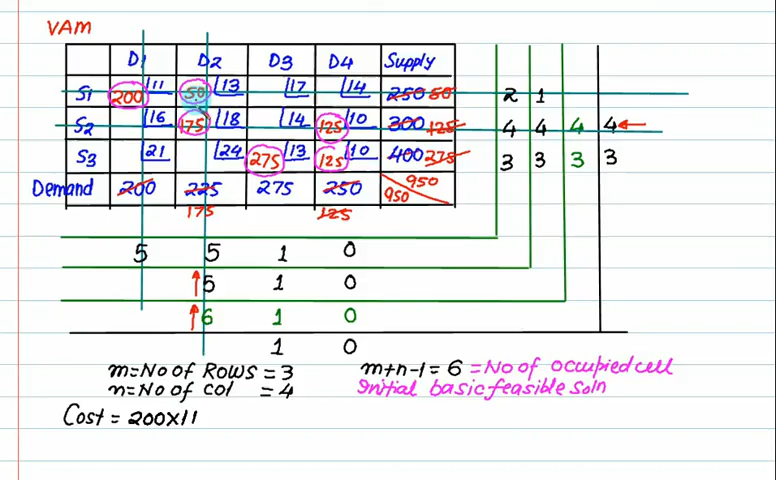 VAM
D1 D2 D3 D4 Supply
S1 200 11 50 13 17 14 250 50 2 1
S2 16 175 18 14 125 10 300 125 4 4 4 4
S3 21 24 275 13 125 10 400 275 3 3 3 3
Demand 200 225 275 250 950 950
175 125
5 5 1 0
5 1 0
6 1 0
1 0
m=No of ROWS = 3 m+n-1 = 6 = No of occupied cell
n=No of Col = 4 Initial basic feasible soln
Cost = 200x11